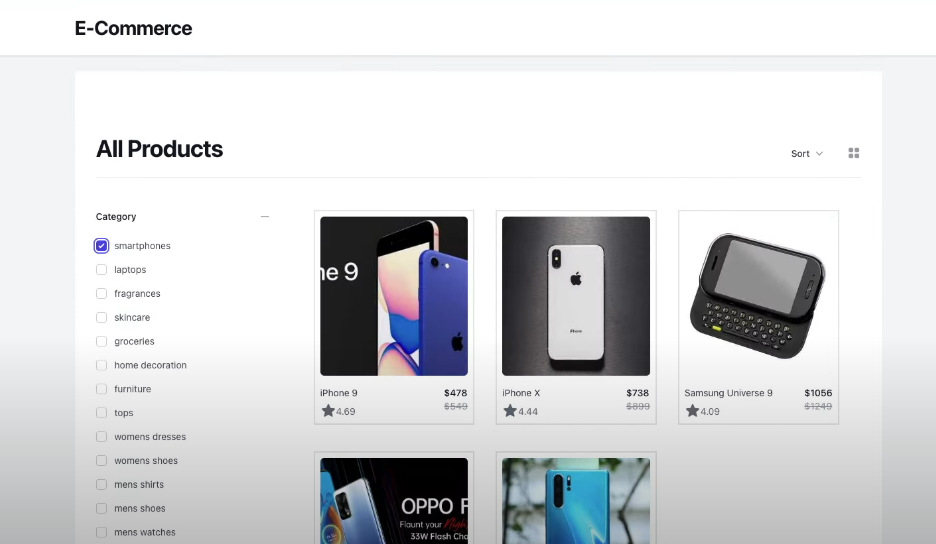 E-Commerce
All Products
Sort
Category
smartphones
laptops
fragrances
skincare
groceries
home decoration
furniture
tops
womens dresses
womens shoes
mens shirts
mens shoes
mens watches
ne 9
iPhone 9 $478
4.69 $549
iPhone
iPhone X $738
4.44 $899
Samsung Universe 9 $1056
4.09 $1249
OPPO F
Flaunt your
33W Flash Cha